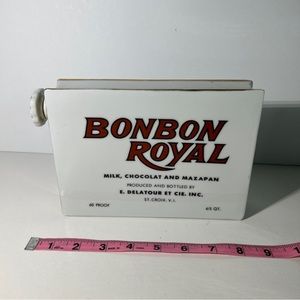 BONBON
ROYAL
MILK, CHOCOLAT AND MAZAPAN
PRODUCED AND BOTTLED BY
E. DELATOUR ET CIE. INC.
ST. CROIX, V.I.
60 PROOF
4/5 QT.
1 2 3 4 5 6 7 8 9